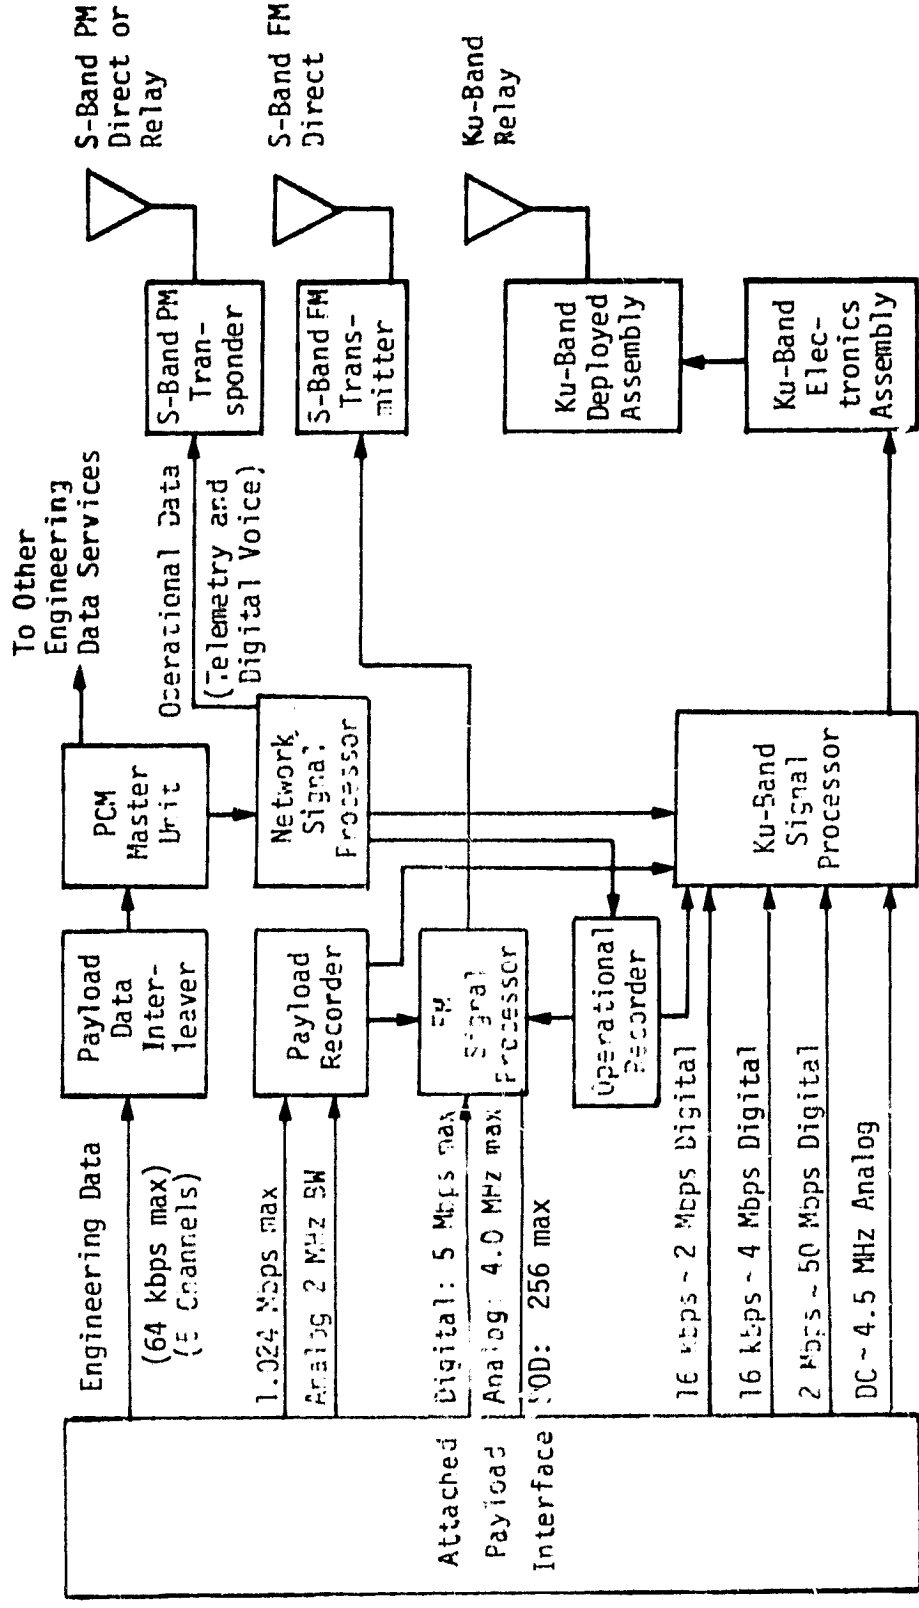 Attached
Payload
Interface
Engineering Data
(64 kbps max)
Channels)
1.024 Mbps max
Analog 2 MHz BW
Digital: 5 Mbps max
Analog: 4.0 MHz max
256 max
16 kbps ~ 2 Mbps Digital
16 kbps ~ 4 Mbps Digital
2 Mbps ~ 50 Mbps Digital
DC ~ 4.5 MHz Analog
Payload
Data
Inter-
leaver
Payload
Recorder
FM
Signal
Processor
Operational
Recorder
PCM
Master
Unit
Network
Signal
Processor
Ku-Band
Signal
Processor
To Other
Engineering
Data Services
Operational Data
(Telemetry and
Digital Voice)
S-Band PM
Tran-
sponder
S-Band FM
Trans-
mitter
Ku-Band
Deployed
Assembly
Ku-Band
Elec-
tronics
Assembly
S-Band PM
Direct or
Relay
S-Band FM
Direct
Ku-Band
Relay